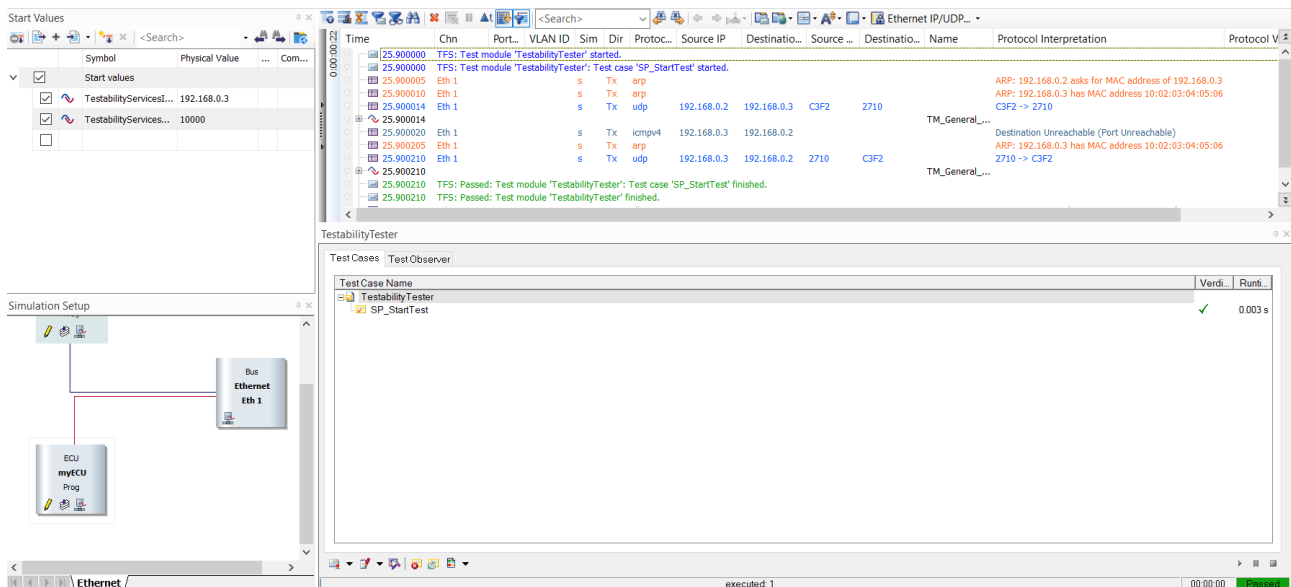 Start Values
<Search>
Symbol Physical Value ... Com...
Start values
TestabilityServicesI... 192.168.0.3
TestabilityServices... 10000
Simulation Setup
Bus
Ethernet
Eth 1
ECU
myECU
Prog
Ethernet
<Search> Ethernet IP/UDP...
0:00:00:22
Time Chn Port... VLAN ID Sim Dir Protoc... Source IP Destinatio... Source ... Destinatio... Name Protocol Interpretation Protocol V
25.900000 TFS: Test module 'TestabilityTester' started.
25.900000 TFS: Test module 'TestabilityTester': Test case 'SP_StartTest' started.
25.900005 Eth 1 s Tx arp ARP: 192.168.0.2 asks for MAC address of 192.168.0.3
25.900010 Eth 1 s Tx arp ARP: 192.168.0.3 has MAC address 10:02:03:04:05:06
25.900014 Eth 1 s Tx udp 192.168.0.2 192.168.0.3 C3F2 2710 C3F2 -> 2710
25.900014 TM_General_...
25.900020 Eth 1 s Tx icmpv4 192.168.0.3 192.168.0.2 Destination Unreachable (Port Unreachable)
25.900205 Eth 1 s Tx arp ARP: 192.168.0.3 has MAC address 10:02:03:04:05:06
25.900210 Eth 1 s Tx udp 192.168.0.3 192.168.0.2 2710 C3F2 2710 -> C3F2
25.900210 TM_General_...
25.900210 TFS: Passed: Test module 'TestabilityTester': Test case 'SP_StartTest' finished.
25.900210 TFS: Passed: Test module 'TestabilityTester' finished.
TestabilityTester
Test Cases Test Observer
Test Case Name Verdi... Runti...
TestabilityTester
SP_StartTest 0.003 s
executed: 1 00:00:00 Passed